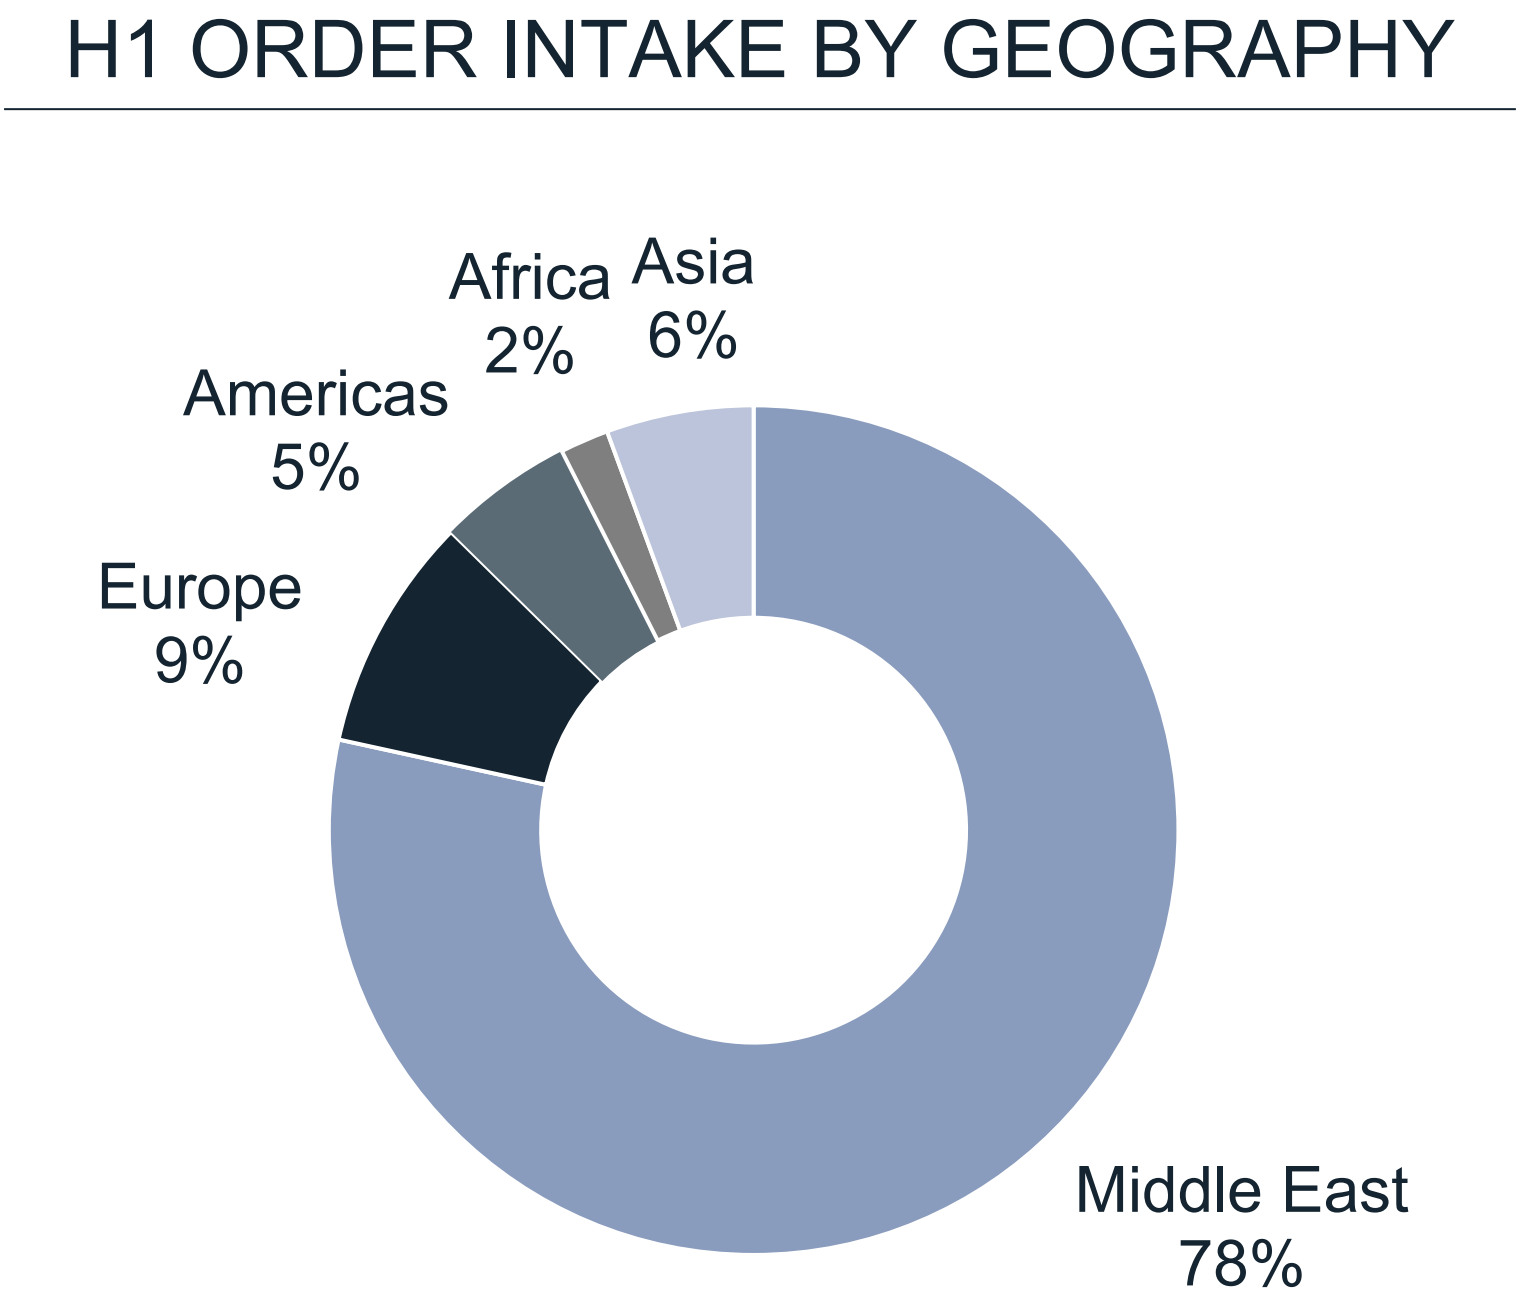 H1 ORDER INTAKE BY GEOGRAPHY
Africa
2%
Asia
6%
Americas
5%
Europe
9%
Middle East
78%